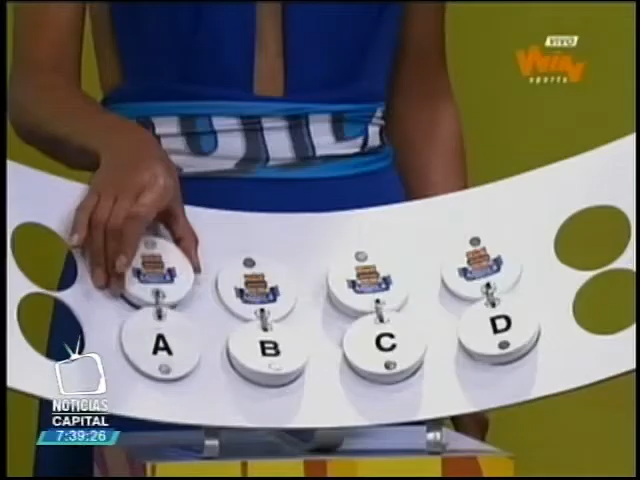 VIVO
WIN
sports
A
B
C
D
NOTICIAS
CAPITAL
7:39:26